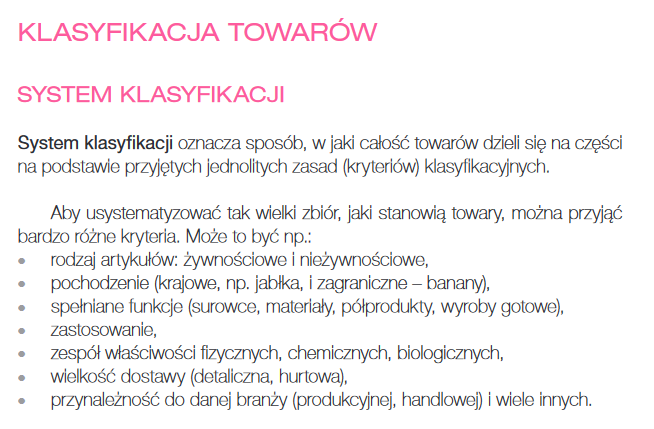 KLASYFIKACJA TOWARÓW
SYSTEM KLASYFIKACJI
System klasyfikacji oznacza sposób, w jaki całość towarów dzieli się na części
na podstawie przyjętych jednolitych zasad (kryteriów) klasyfikacyjnych.
Aby usystematyzować tak wielki zbiór, jaki stanowią towary, można przyjąć
bardzo różne kryteria. Może to być np.:
• rodzaj artykułów: żywnościowe i nieżywnościowe,
• pochodzenie (krajowe, np. jabłka, i zagraniczne – banany),
• spełniane funkcje (surowce, materiały, półprodukty, wyroby gotowe),
• zastosowanie,
• zespół właściwości fizycznych, chemicznych, biologicznych,
• wielkość dostawy (detaliczna, hurtowa),
• przynależność do danej branży (produkcyjnej, handlowej) i wiele innych.